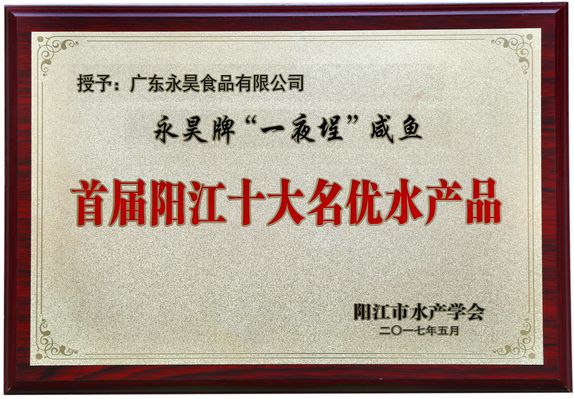 授予：广东永昊食品有限公司
永昊牌“一夜埕”咸鱼
首届阳江十大名优水产品
阳江市水产学会
二〇一七年五月